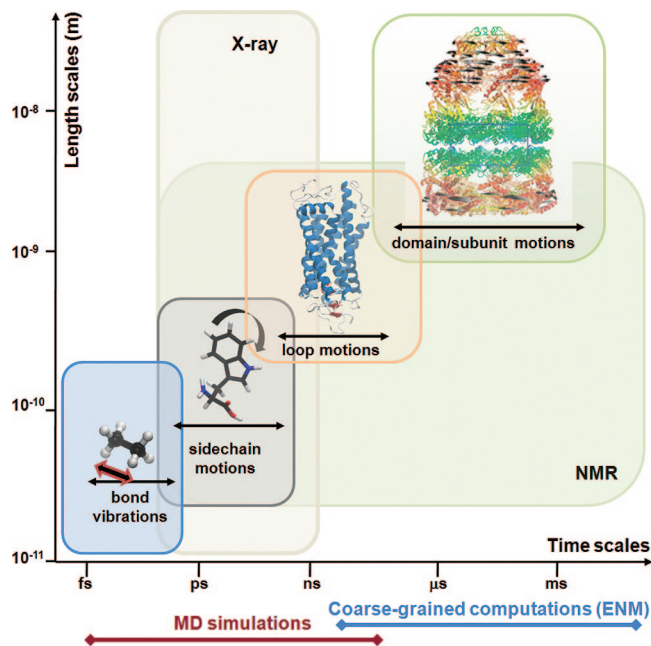 Length scales (m)
X-ray
10-8
domain/subunit motions
10-9
loop motions
10-10
sidechain
motions
NMR
bond
vibrations
10-11
Time scales
fs
ps
ns
μs
ms
Coarse-grained computations (ENM)
MD simulations